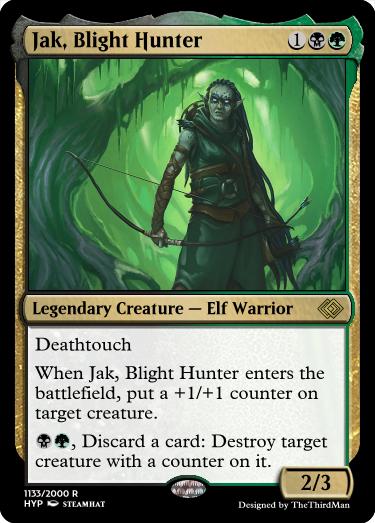 Jak, Blight Hunter 1
Legendary Creature — Elf Warrior
Deathtouch
When Jak, Blight Hunter enters the
battlefield, put a +1/+1 counter on
target creature.
, Discard a card: Destroy target
creature with a counter on it.
2/3
1133/2000 R
HYP STEAMHAT
Designed by TheThirdMan